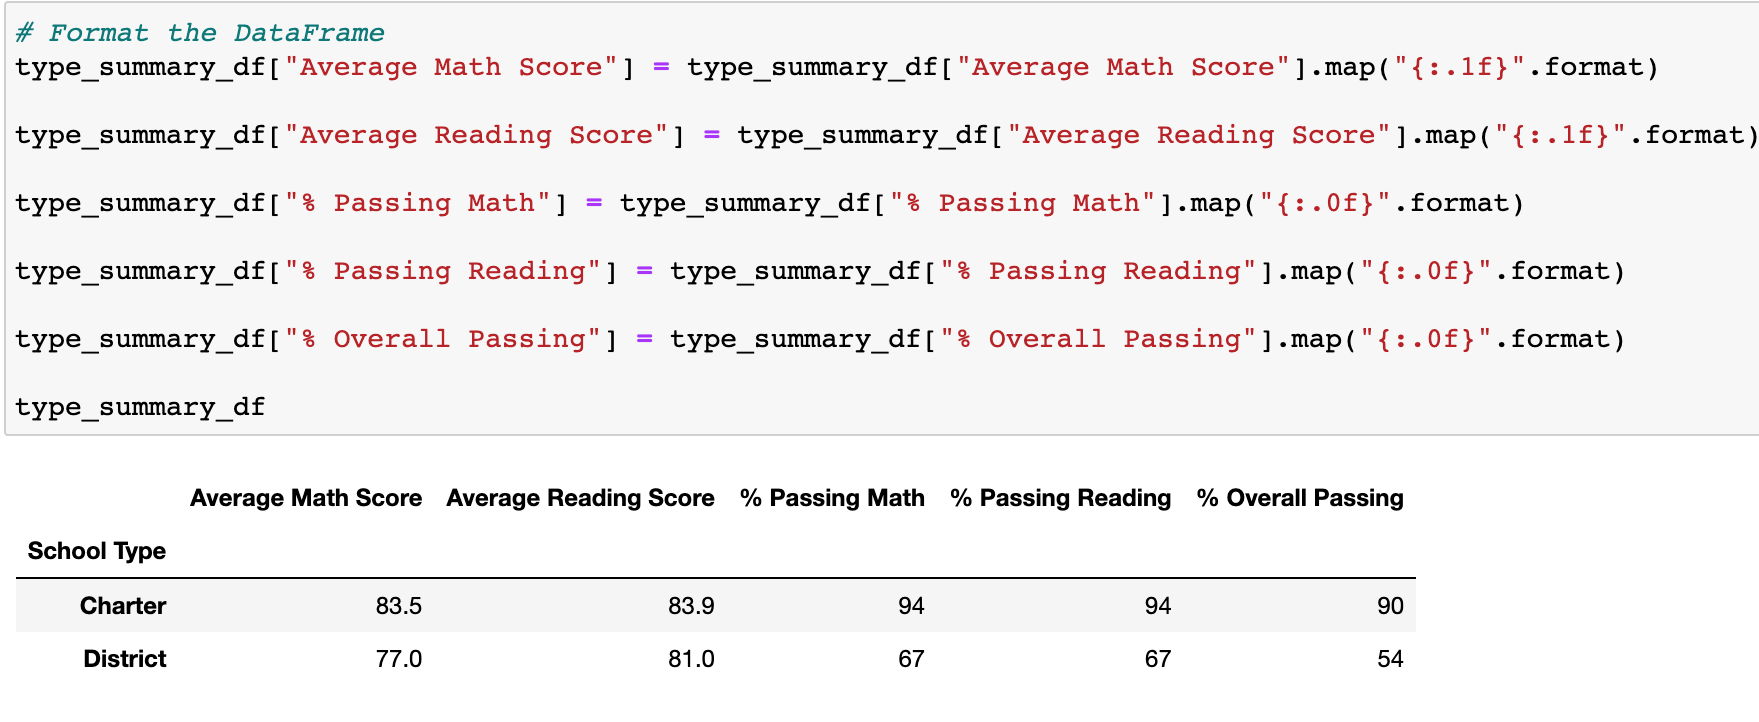 # Format the DataFrame
type_summary_df["Average Math Score"] = type_summary_df["Average Math Score"].map("{:.1f}".format)
type_summary_df["Average Reading Score"] = type_summary_df["Average Reading Score"].map("{:.1f}".format)
type_summary_df["% Passing Math"] = type_summary_df["% Passing Math"].map("{:.0f}".format)
type_summary_df["% Passing Reading"] = type_summary_df["% Passing Reading"].map("{:.0f}".format)
type_summary_df["% Overall Passing"] = type_summary_df["% Overall Passing"].map("{:.0f}".format)
type_summary_df
Average Math Score Average Reading Score % Passing Math % Passing Reading % Overall Passing
School Type
Charter 83.5 83.9 94 94 90
District 77.0 81.0 67 67 54